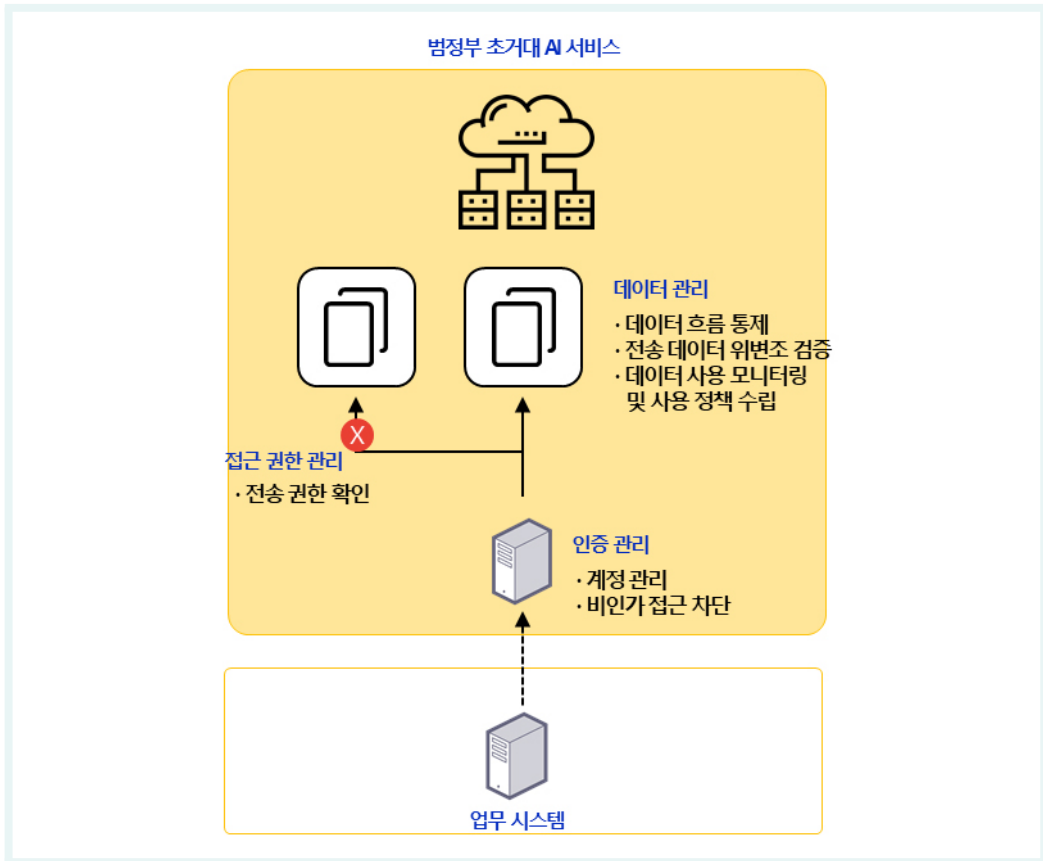 범정부 초거대 AI 서비스
데이터 관리
· 데이터 흐름 통제
· 전송 데이터 위변조 검증
· 데이터 사용 모니터링
및 사용 정책 수립
X
접근 권한 관리
· 전송 권한 확인
인증 관리
· 계정 관리
· 비인가 접근 차단
업무 시스템